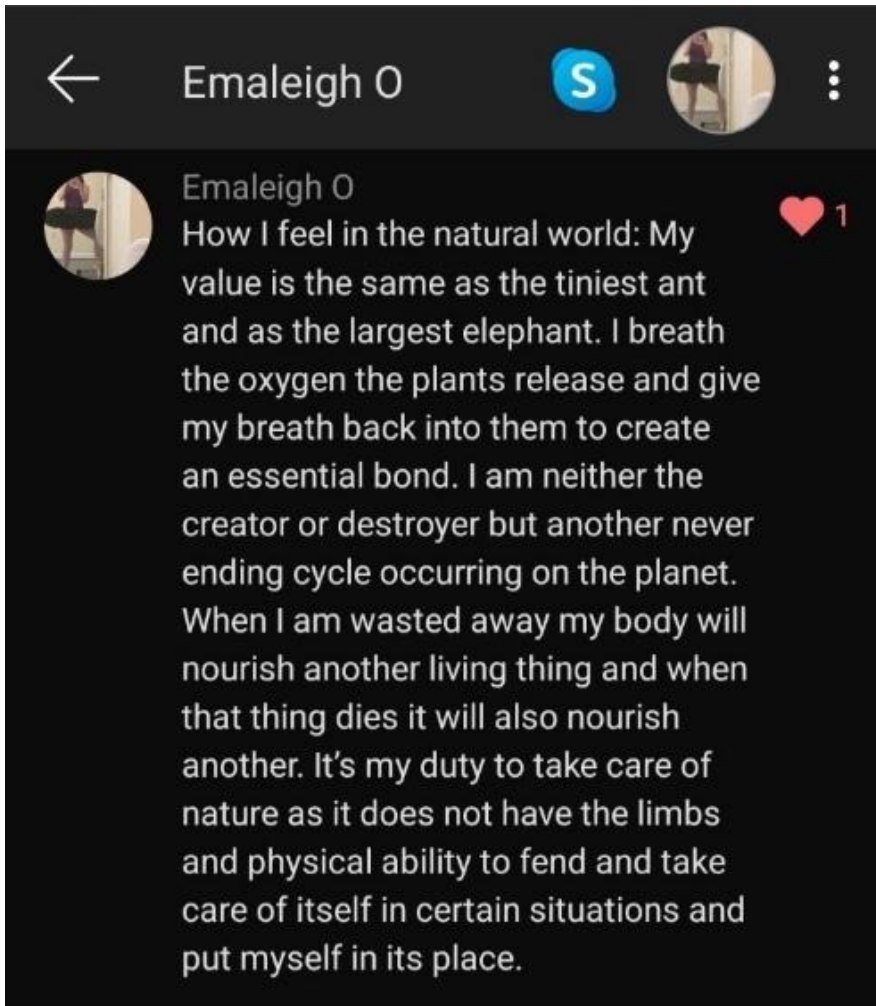 Emaleigh O
S
Emaleigh O
1
How I feel in the natural world: My
value is the same as the tiniest ant
and as the largest elephant. I breath
the oxygen the plants release and give
my breath back into them to create
an essential bond. I am neither the
creator or destroyer but another never
ending cycle occurring on the planet.
When I am wasted away my body will
nourish another living thing and when
that thing dies it will also nourish
another. It’s my duty to take care of
nature as it does not have the limbs
and physical ability to fend and take
care of itself in certain situations and
put myself in its place.